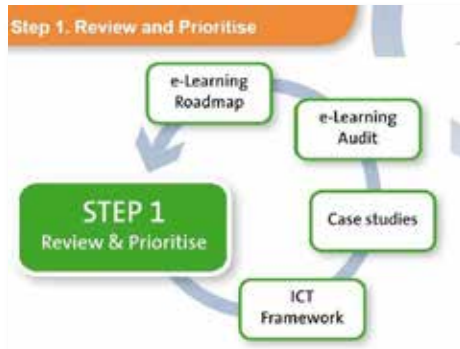 Step 1. Review and Prioritise
e-Learning
Roadmap
e-Learning
Audit
STEP 1
Review & Prioritise
Case studies
ICT
Framework